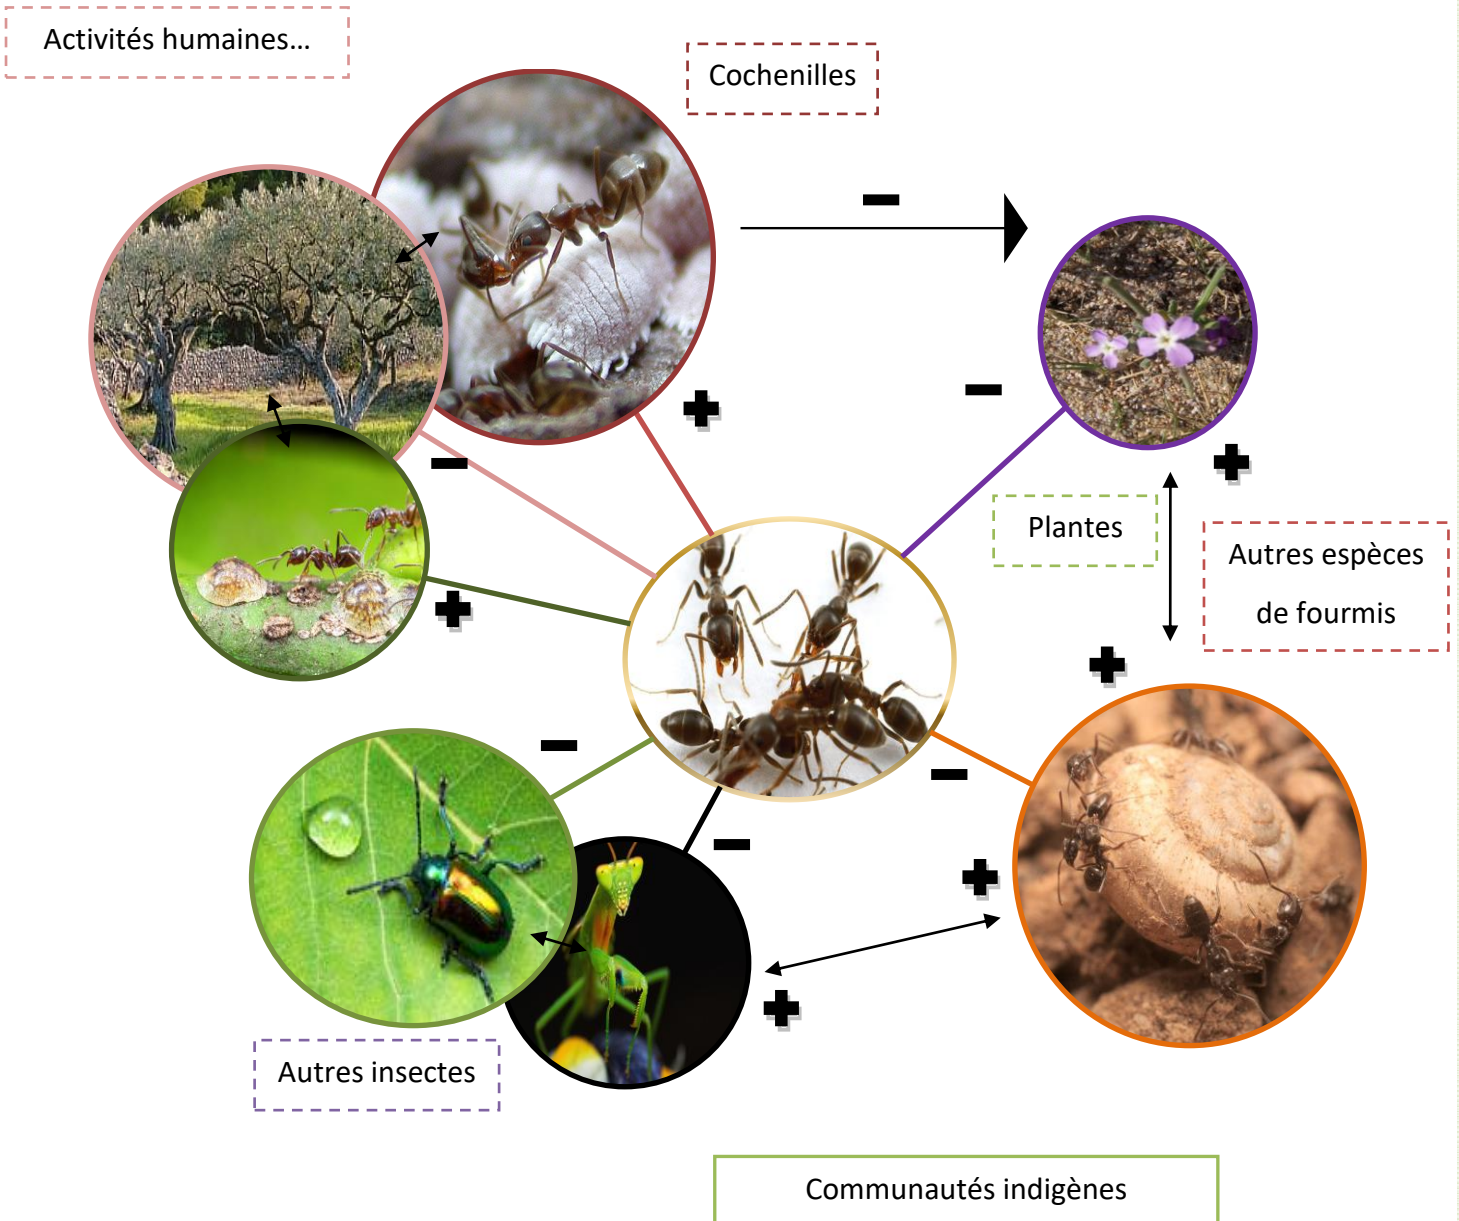 Activités humaines…
Cochenilles
Plantes
Autres espèces
de fourmis
Autres insectes
Communautés indigènes